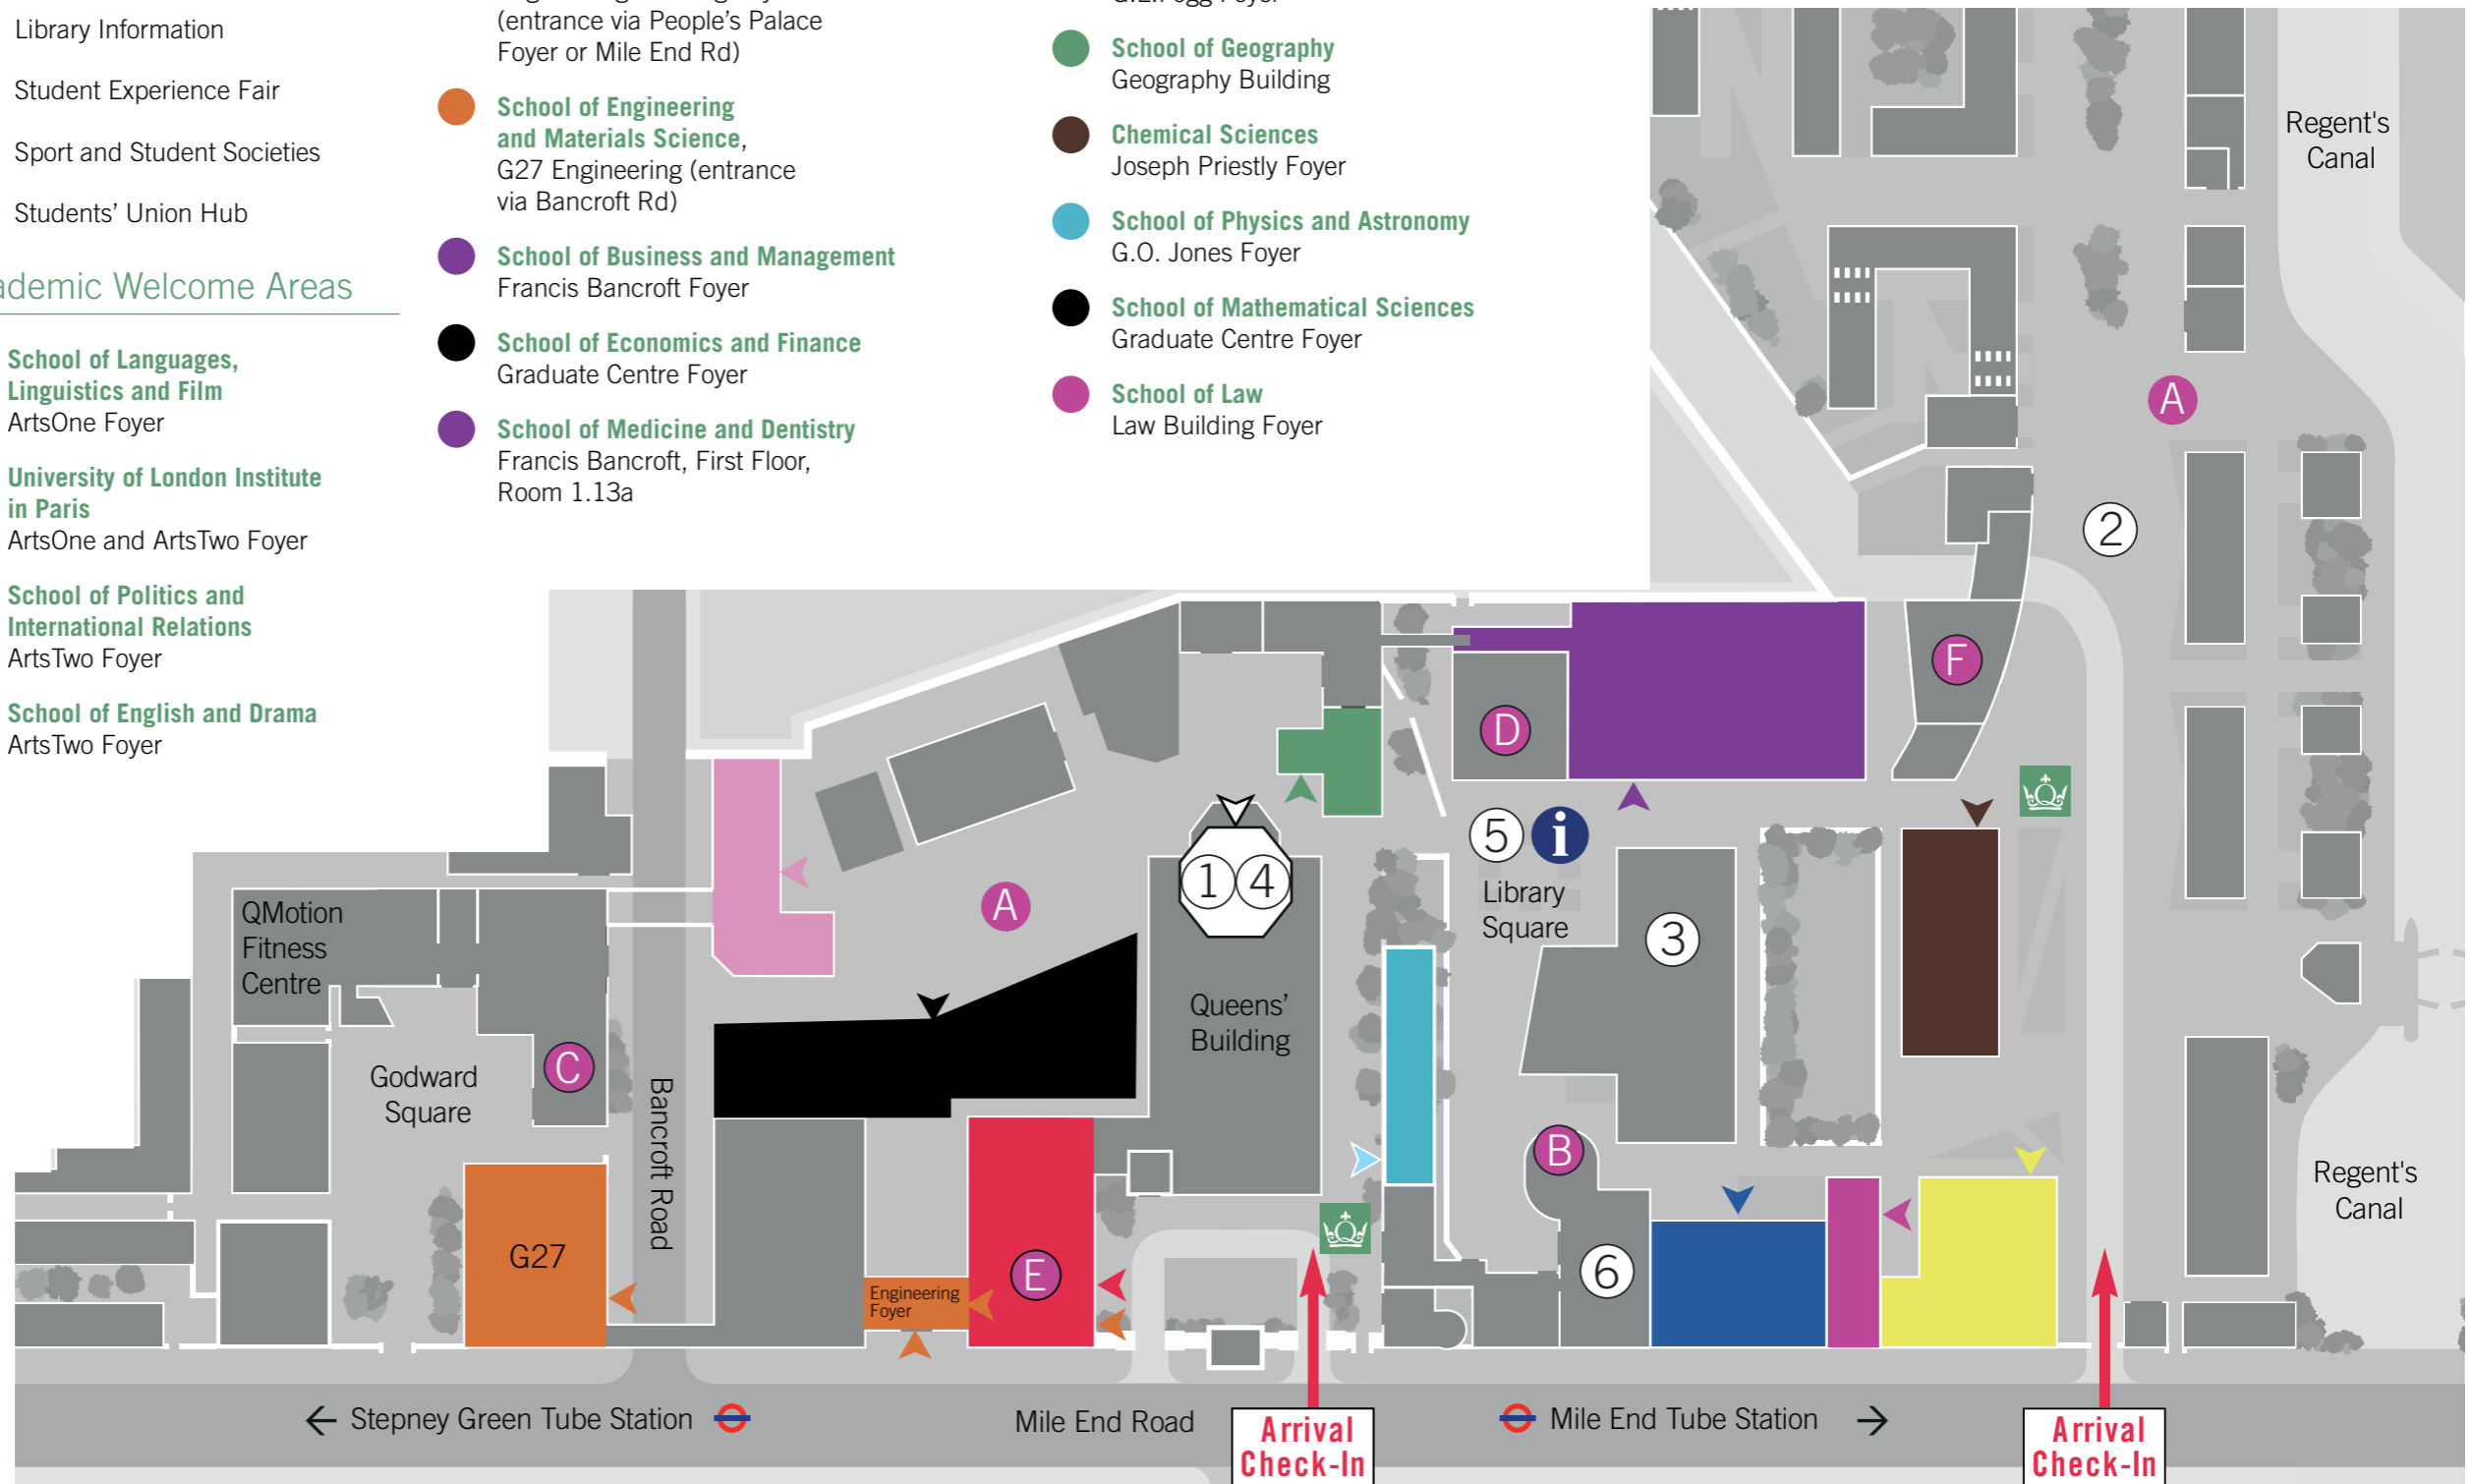 Library Information
Student Experience Fair
Sport and Student Societies
Students' Union Hub
Academic Welcome Areas
School of Languages,
Linguistics and Film
ArtsOne Foyer
University of London Institute
in Paris
ArtsOne and ArtsTwo Foyer
School of Politics and
International Relations
ArtsTwo Foyer
School of English and Drama
ArtsTwo Foyer
(entrance via People's Palace
Foyer or Mile End Rd)
School of Engineering
and Materials Science,
G27 Engineering (entrance
via Bancroft Rd)
School of Business and Management
Francis Bancroft Foyer
School of Economics and Finance
Graduate Centre Foyer
School of Medicine and Dentistry
Francis Bancroft, First Floor,
Room 1.13a
School of Geography
Geography Building
Chemical Sciences
Joseph Priestly Foyer
School of Physics and Astronomy
G.O. Jones Foyer
School of Mathematical Sciences
Graduate Centre Foyer
School of Law
Law Building Foyer
Regent's
Canal
A
2
F
D
5 i
Library
Square
1 4
3
A
QMotion
Fitness
Centre
Queens'
Building
Godward
Square
C
Bancroft Road
B
Regent's
Canal
G27
Engineering
Foyer
E
6
← Stepney Green Tube Station
Mile End Road
Mile End Tube Station →
Arrival
Check-In
Arrival
Check-In